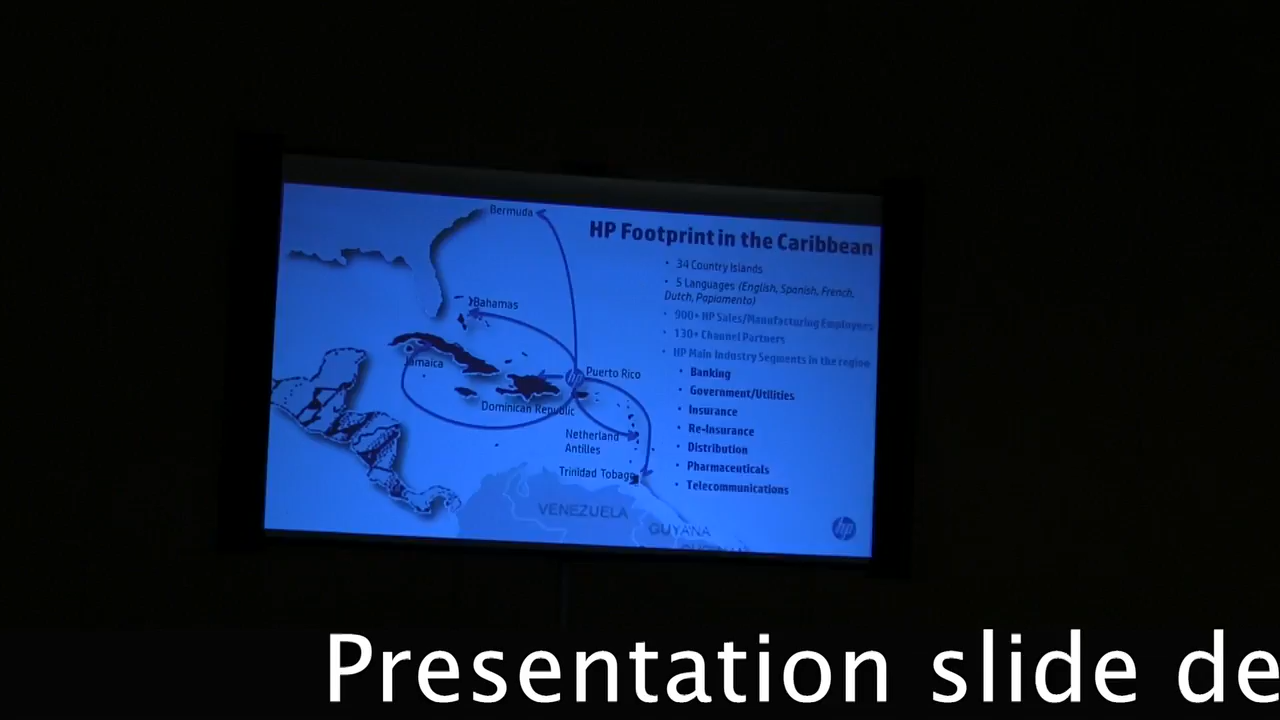 Bermuda
HP Footprint in the Caribbean
• 34 Country Islands
• 5 Languages (English, Spanish, French,
Dutch, Papiamento)
• 900+ HP Sales/Manufacturing Employees
• 130+ Channel Partners
• HP Main Industry Segments in the region
• Banking
• Government/Utilities
• Insurance
• Re-Insurance
• Distribution
• Pharmaceuticals
• Telecommunications
Bahamas
Jamaica
hp
Puerto Rico
Dominican Republic
Netherland
Antilles
Trinidad Tobago
VENEZUELA
GUYANA
hp
Presentation slide de